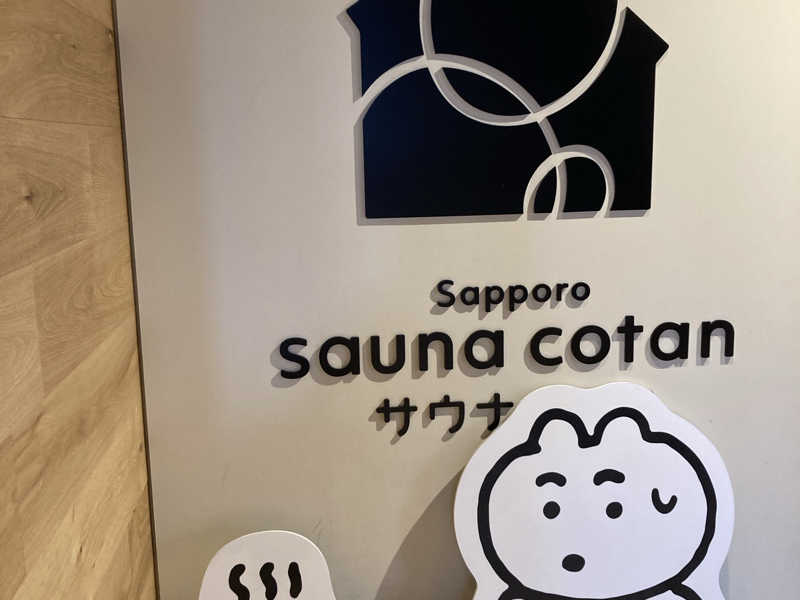 Sapporo
sauna cotan
サウナ